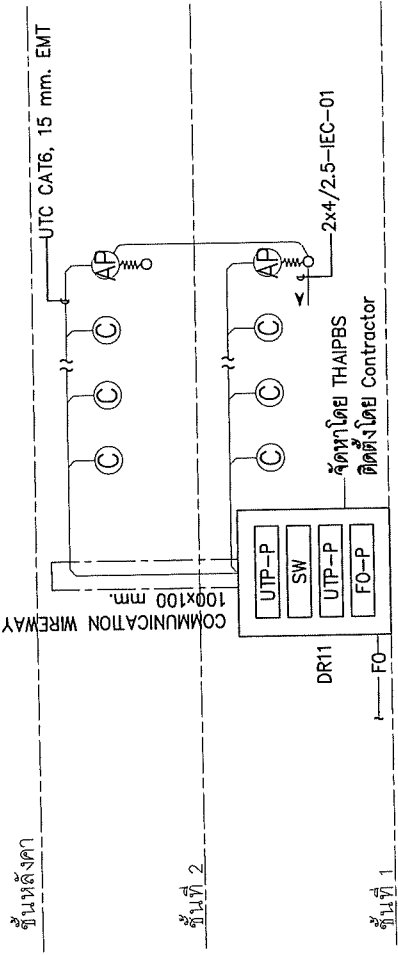 ชั้นหลังคา
UTC CAT6, 15 mm. EMT
C
C
C
AP
COMMUNICATION WIREWAY
100x100 mm.
ชั้นที่ 2
C
C
C
AP
2x4/2.5-IEC-01
UTP-P
SW
UTP-P
FO-P
จัดหาโดย THAIPBS
ติดตั้งโดย Contractor
DR11
FO
ชั้นที่ 1